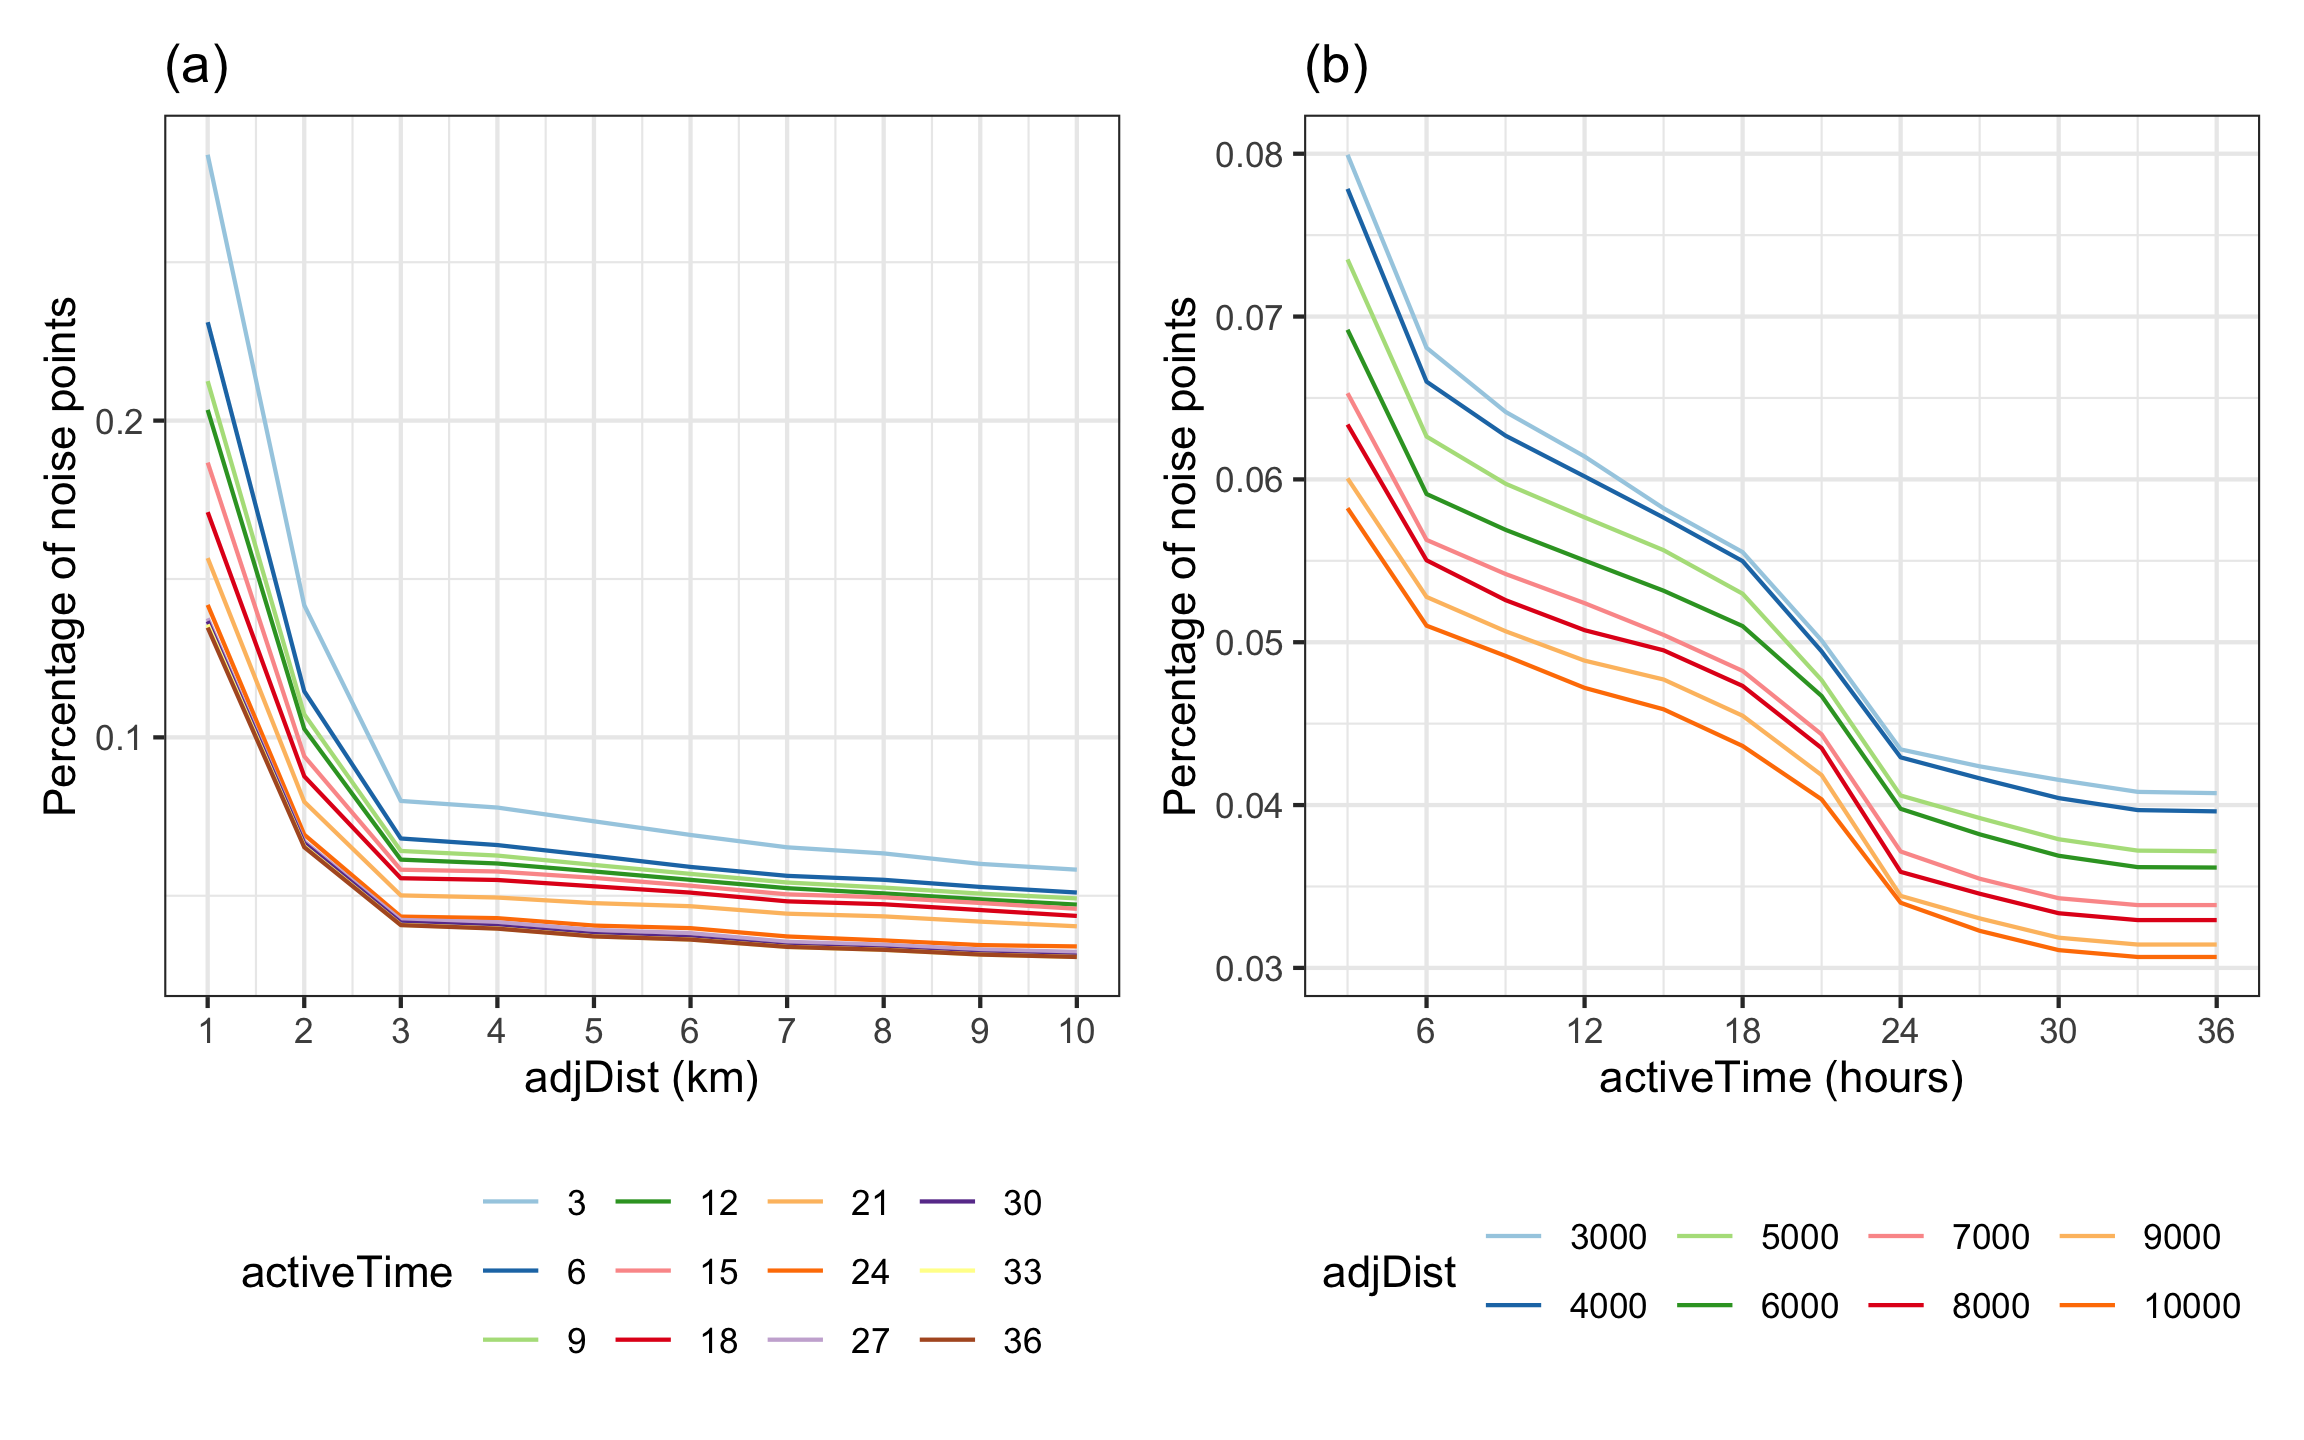 (a)
Percentage of noise points
0.2
0.1
1 2 3 4 5 6 7 8 9 10
adjDist (km)
activeTime
3 12 21 30
6 15 24 33
9 18 27 36
(b)
Percentage of noise points
0.08
0.07
0.06
0.05
0.04
0.03
6 12 18 24 30 36
activeTime (hours)
adjDist
3000 5000 7000 9000
4000 6000 8000 10000